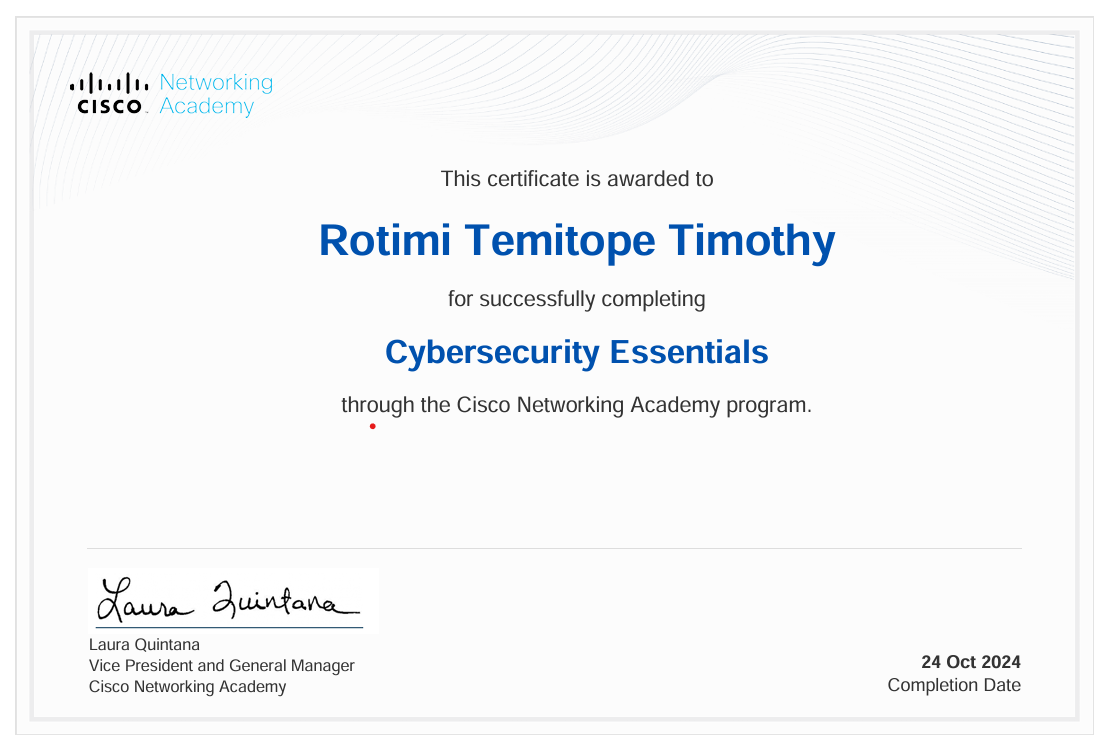 CISCO Networking
Academy
This certificate is awarded to
Rotimi Temitope Timothy
for successfully completing
Cybersecurity Essentials
through the Cisco Networking Academy program.
Laura Quintana
Laura Quintana
Vice President and General Manager
Cisco Networking Academy
24 Oct 2024
Completion Date